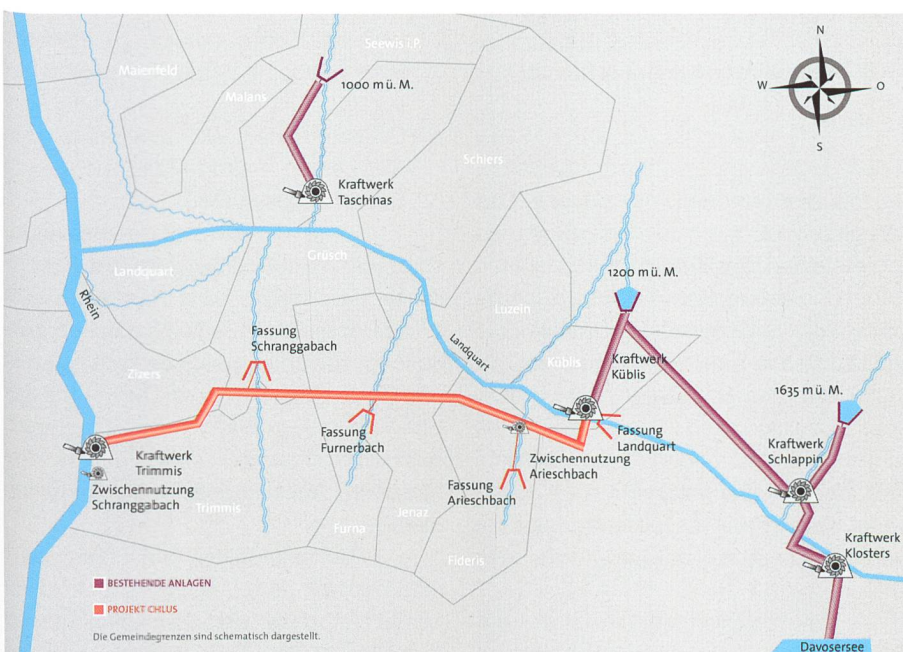 Seewis i.P.
Maienfeld
Malans
1000 m ü. M.
N
W
O
S
Schiers
Kraftwerk
Taschinas
Grüsch
Landquart
1200 m ü. M.
Rhein
Luzein
Fassung
Schranggabach
Landquart
Küblis
Kraftwerk
Küblis
Zizers
1635 m ü. M.
Fassung
Furnerbach
Fassung
Landquart
Kraftwerk
Trimmis
Zwischennutzung
Arieschbach
Kraftwerk
Schlappin
Zwischennutzung
Schranggabach
Fassung
Arieschbach
Trimmis
Furna
Jenaz
Fideris
Kraftwerk
Klosters
BESTEHENDE ANLAGEN
PROJEKT CHLUS
Die Gemeindegrenzen sind schematisch dargestellt.
Davosersee